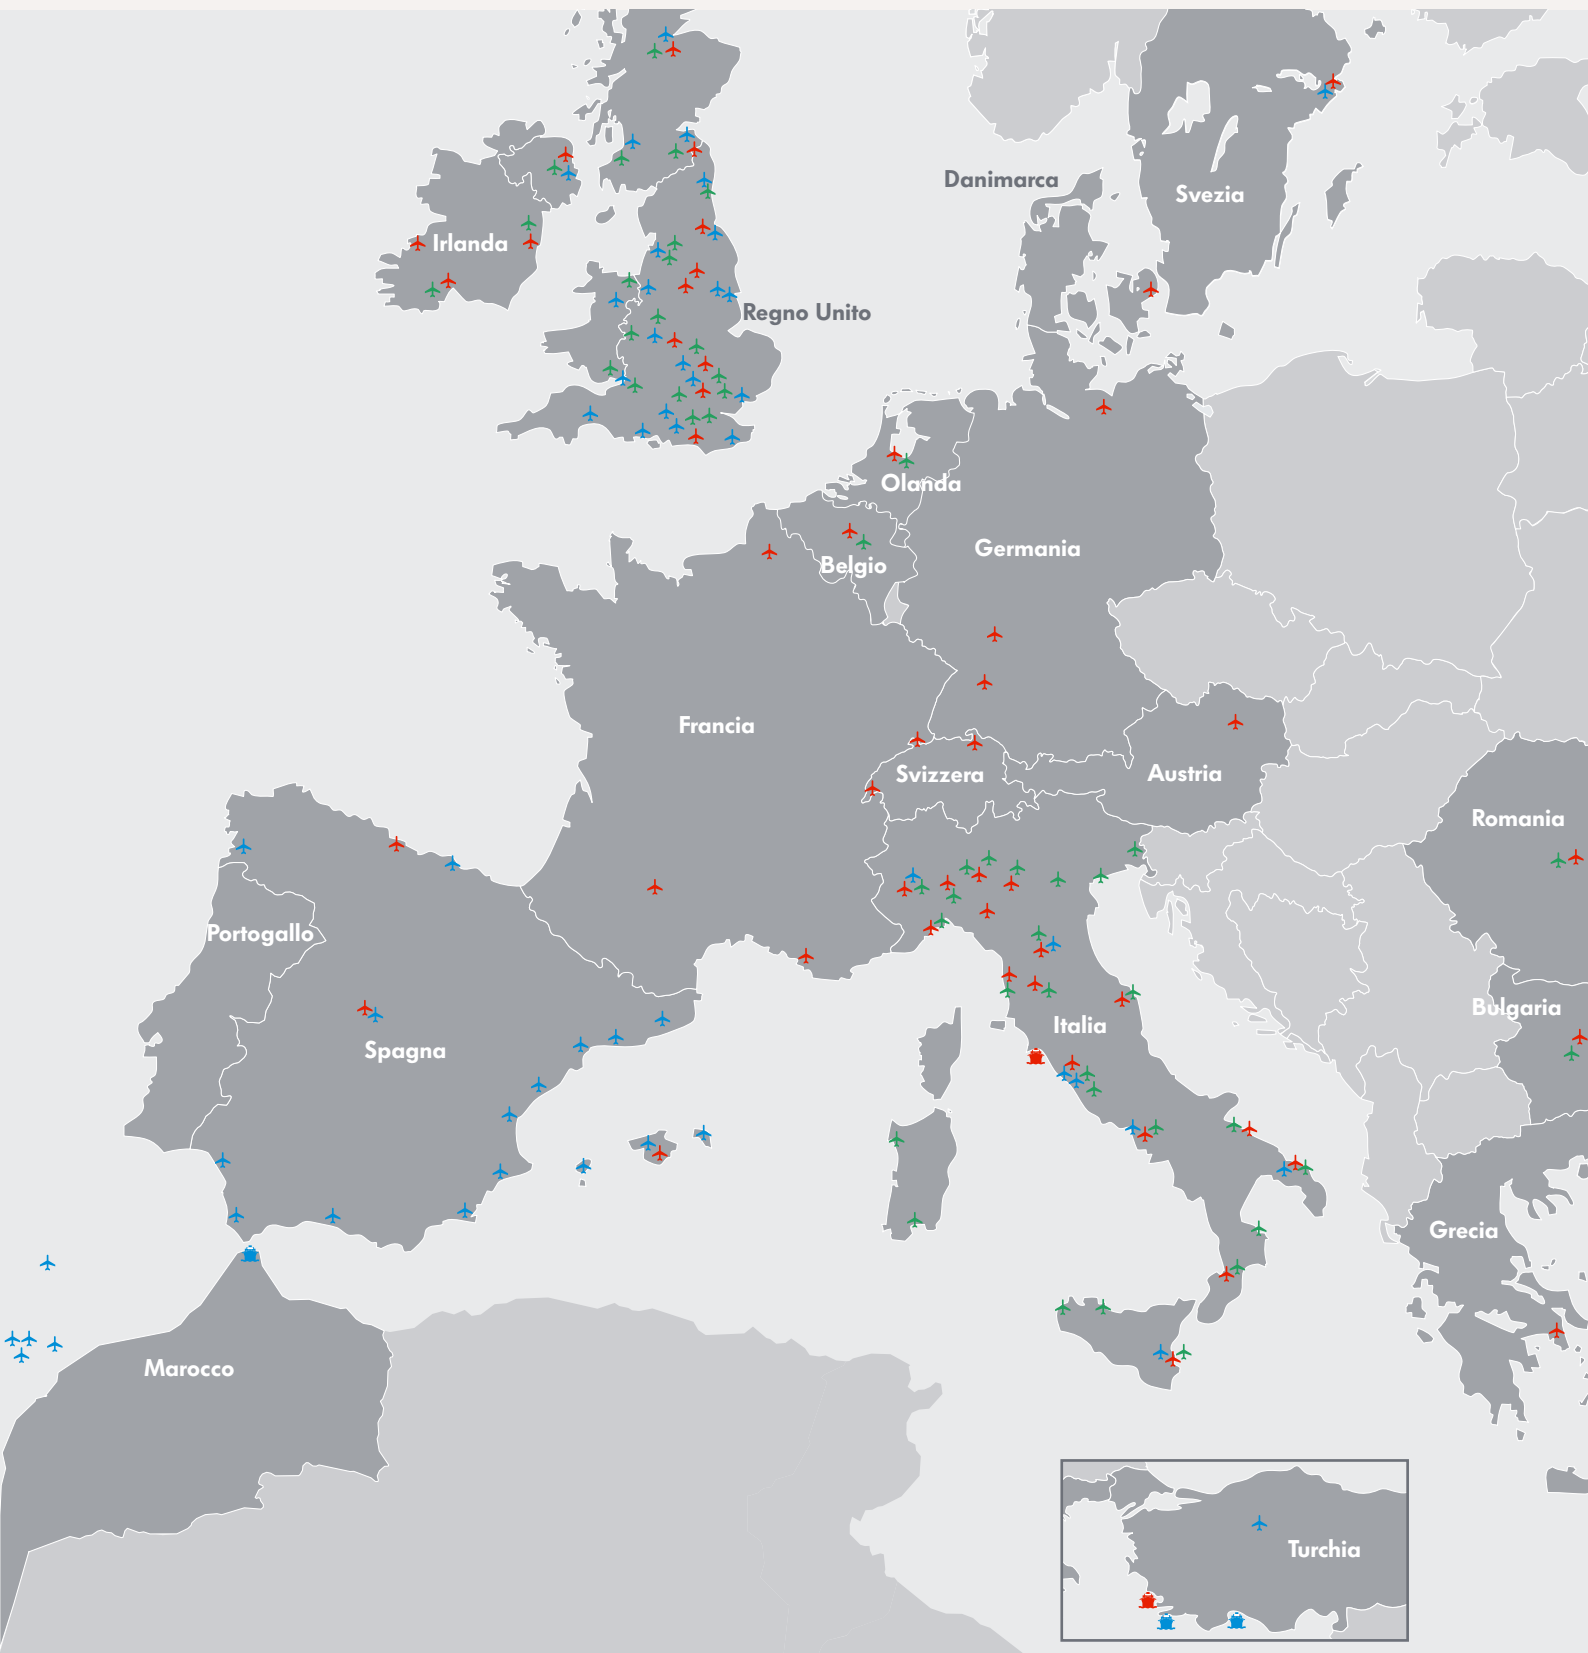 Danimarca
Svezia
Irlanda
Regno Unito
Olanda
Germania
Belgio
Francia
Svizzera
Austria
Romania
Portogallo
Bulgaria
Italia
Spagna
Grecia
Marocco
Turchia